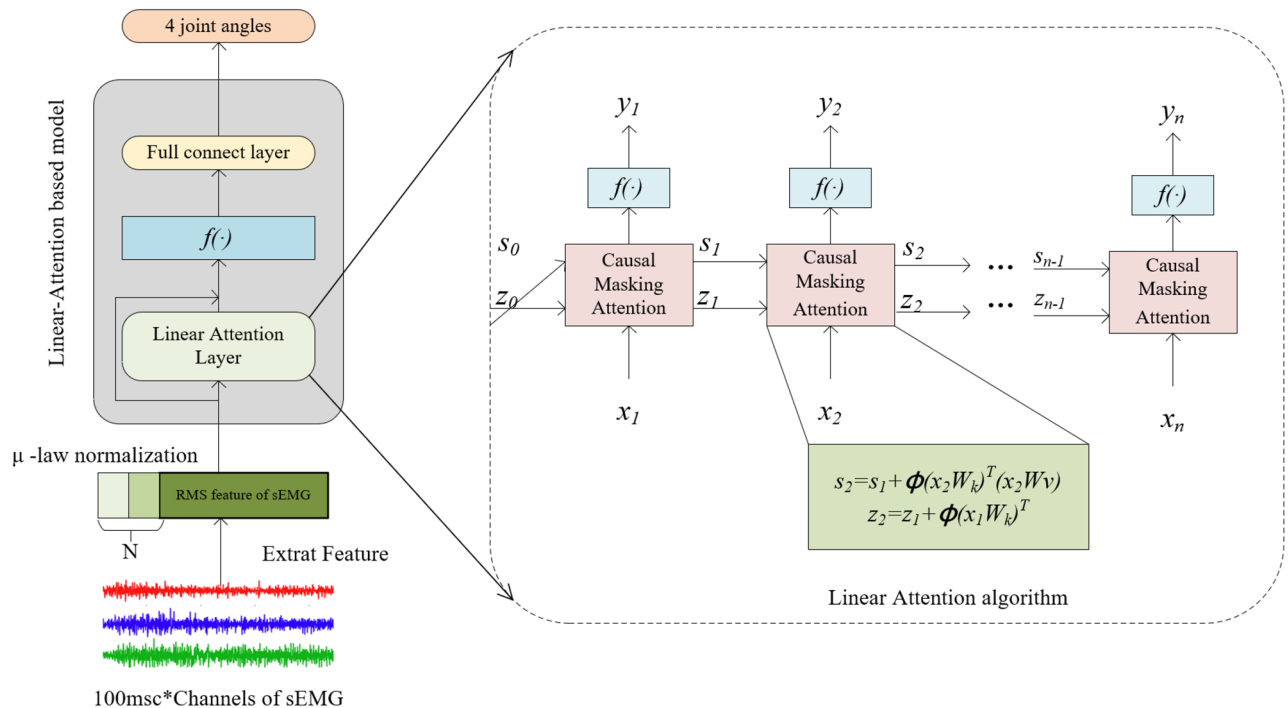 4 joint angles
Linear-Attention based model
Full connect layer
f(·)
Linear Attention
Layer
μ -law normalization
RMS feature of sEMG
N
Extrat Feature
100msc*Channels of sEMG
y1
y2
yn
f(·)
f(·)
f(·)
s0
z0
Causal
Masking
Attention
s1
z1
Causal
Masking
Attention
s2
z2
...
...
sn-1
zn-1
Causal
Masking
Attention
x1
x2
xn
s2=s1+ϕ(x2Wk)^T(x2Wv)
z2=z1+ϕ(x1Wk)^T
Linear Attention algorithm